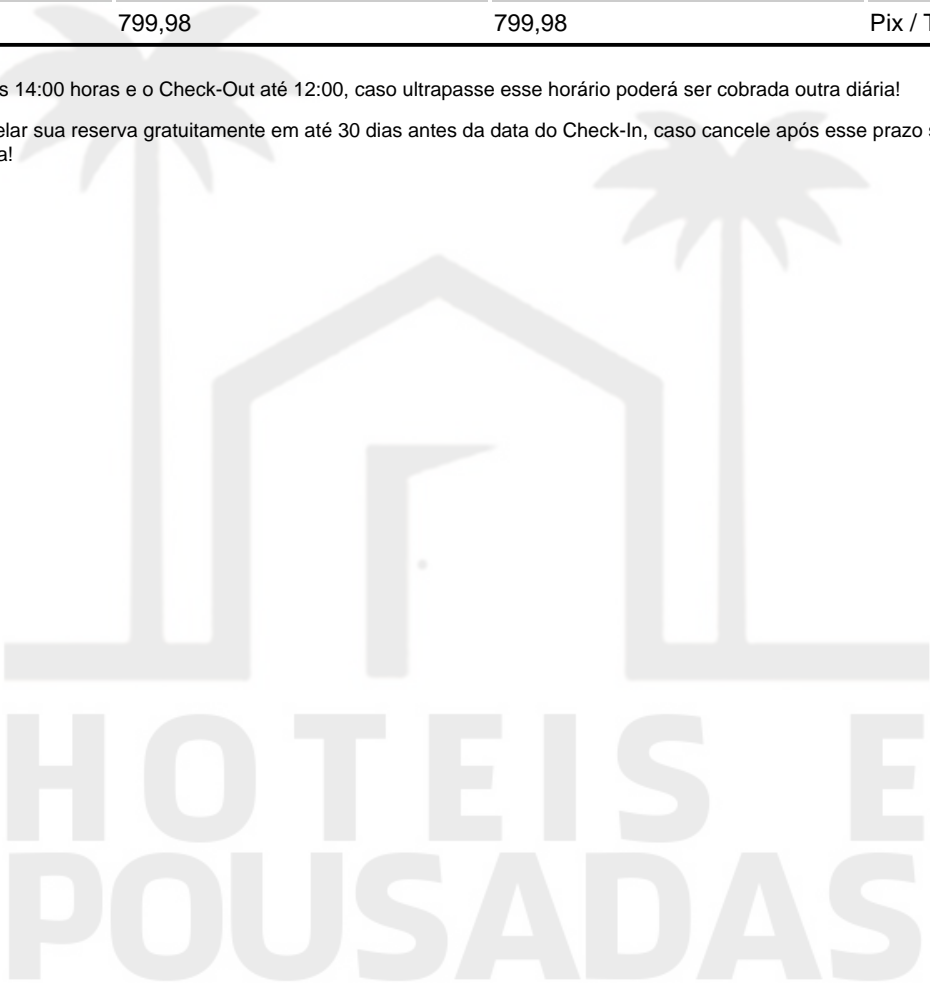 799,98 799,98 Pix / T
s 14:00 horas e o Check-Out até 12:00, caso ultrapasse esse horário poderá ser cobrada outra diária!
elar sua reserva gratuitamente em até 30 dias antes da data do Check-In, caso cancele após esse prazo s
a!
HOTEIS E
POUSADAS